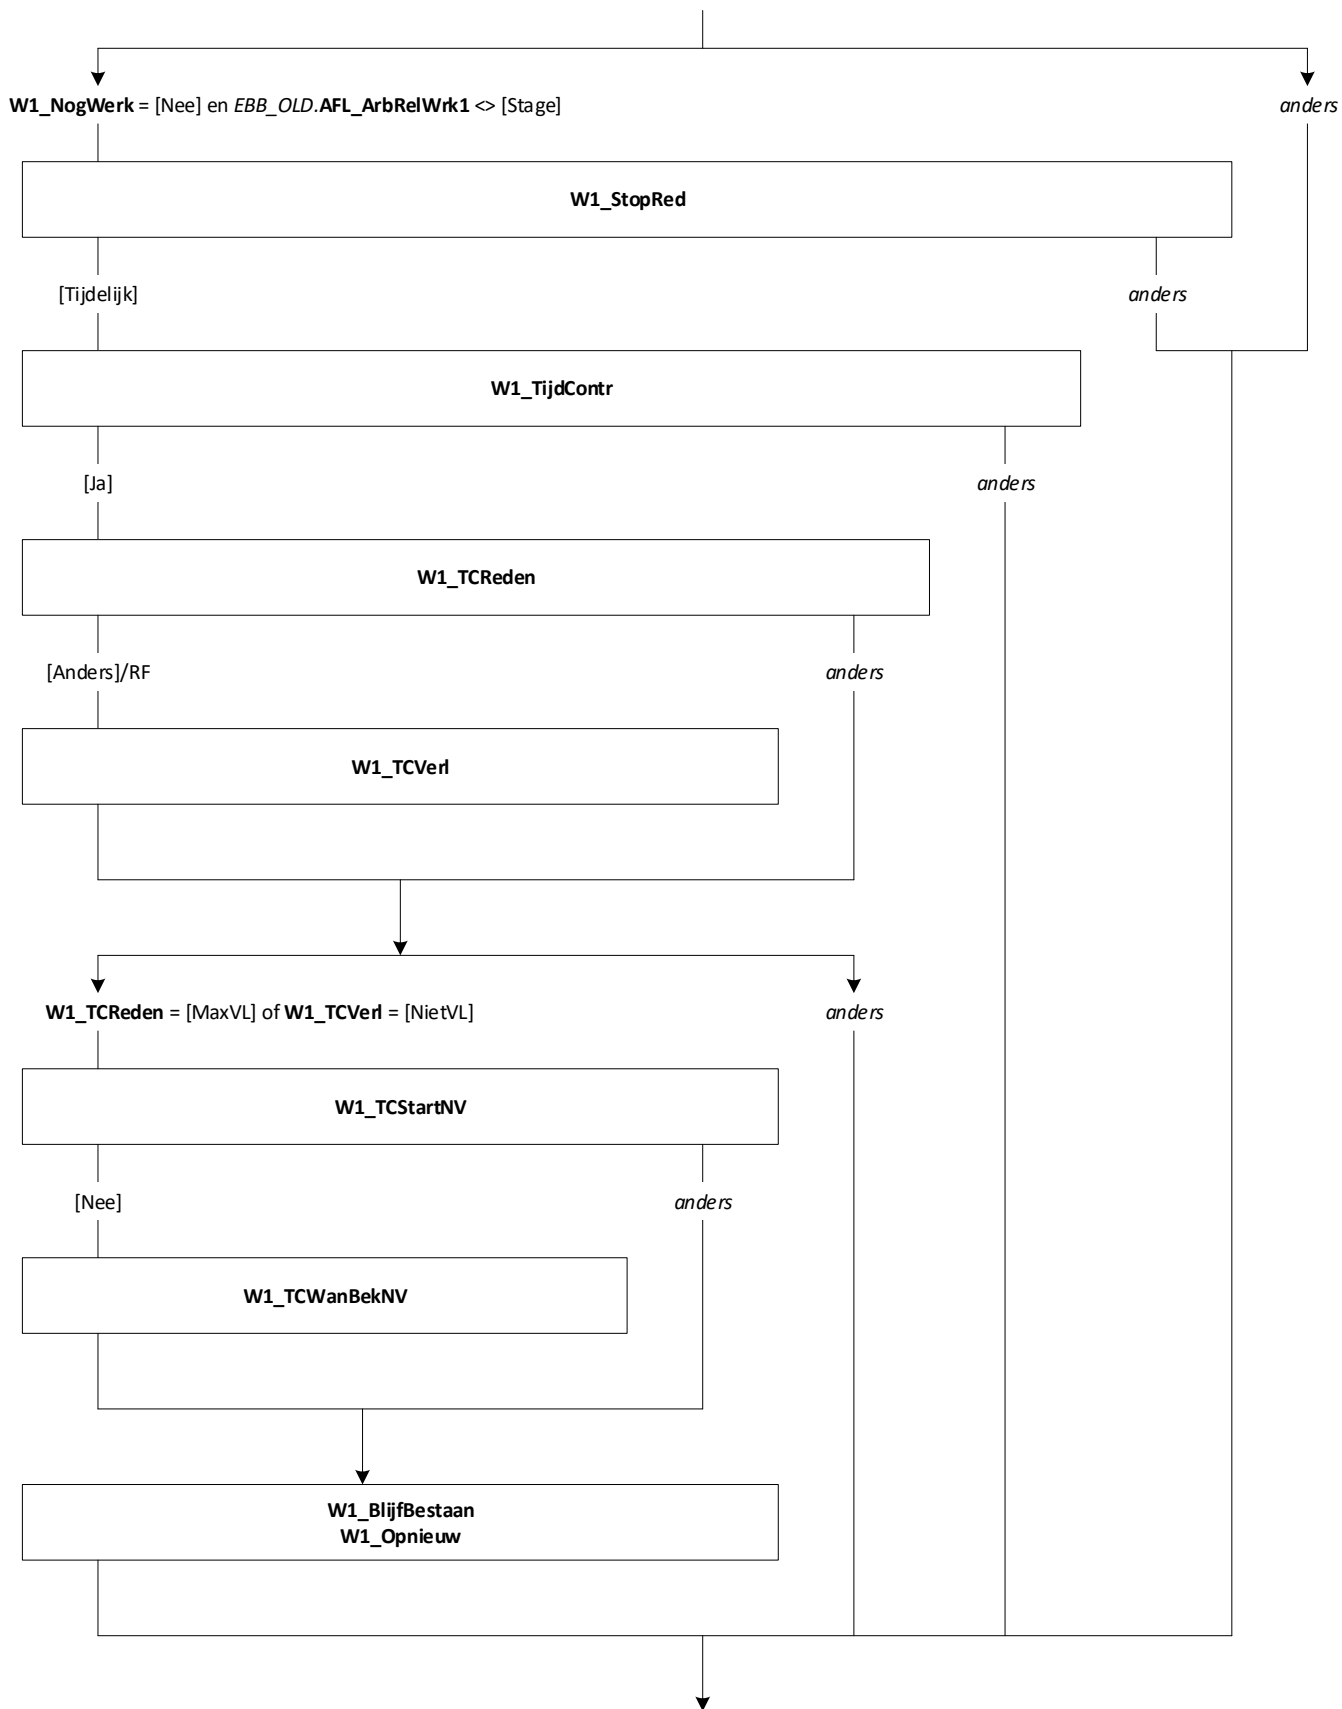 W1_NogWerk = [Nee] en EBB_OLD.AFL_ArbRelWrk1 <> [Stage]
anders
W1_StopRed
[Tijdelijk]
anders
W1_TijdContr
[Ja]
anders
W1_TCReden
[Anders]/RF
anders
W1_TCVerl
W1_TCReden = [MaxVL] of W1_TCVerl = [NietVL]
anders
W1_TCStartNV
[Nee]
anders
W1_TCWanBekNV
W1_BlijfBestaan
W1_Opnieuw